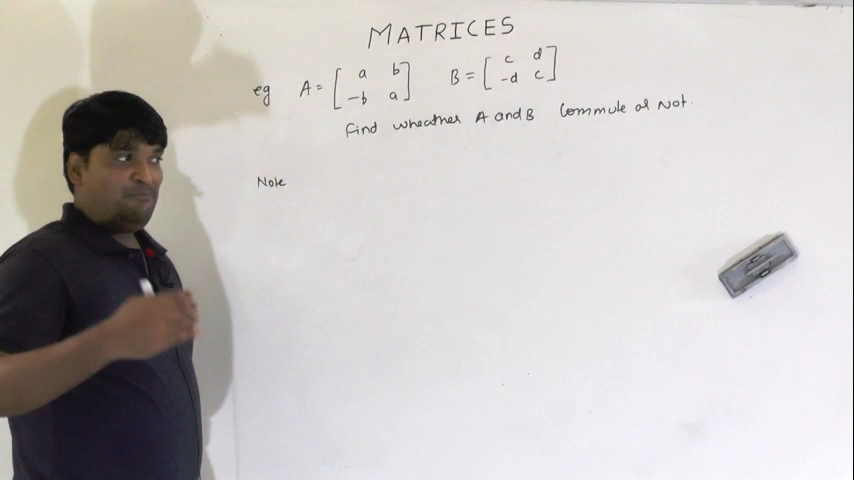 MATRICES
eg A = [ a b -b a ] B = [ c d -d c ]
Find wheather A and B Commute or Not.
Note